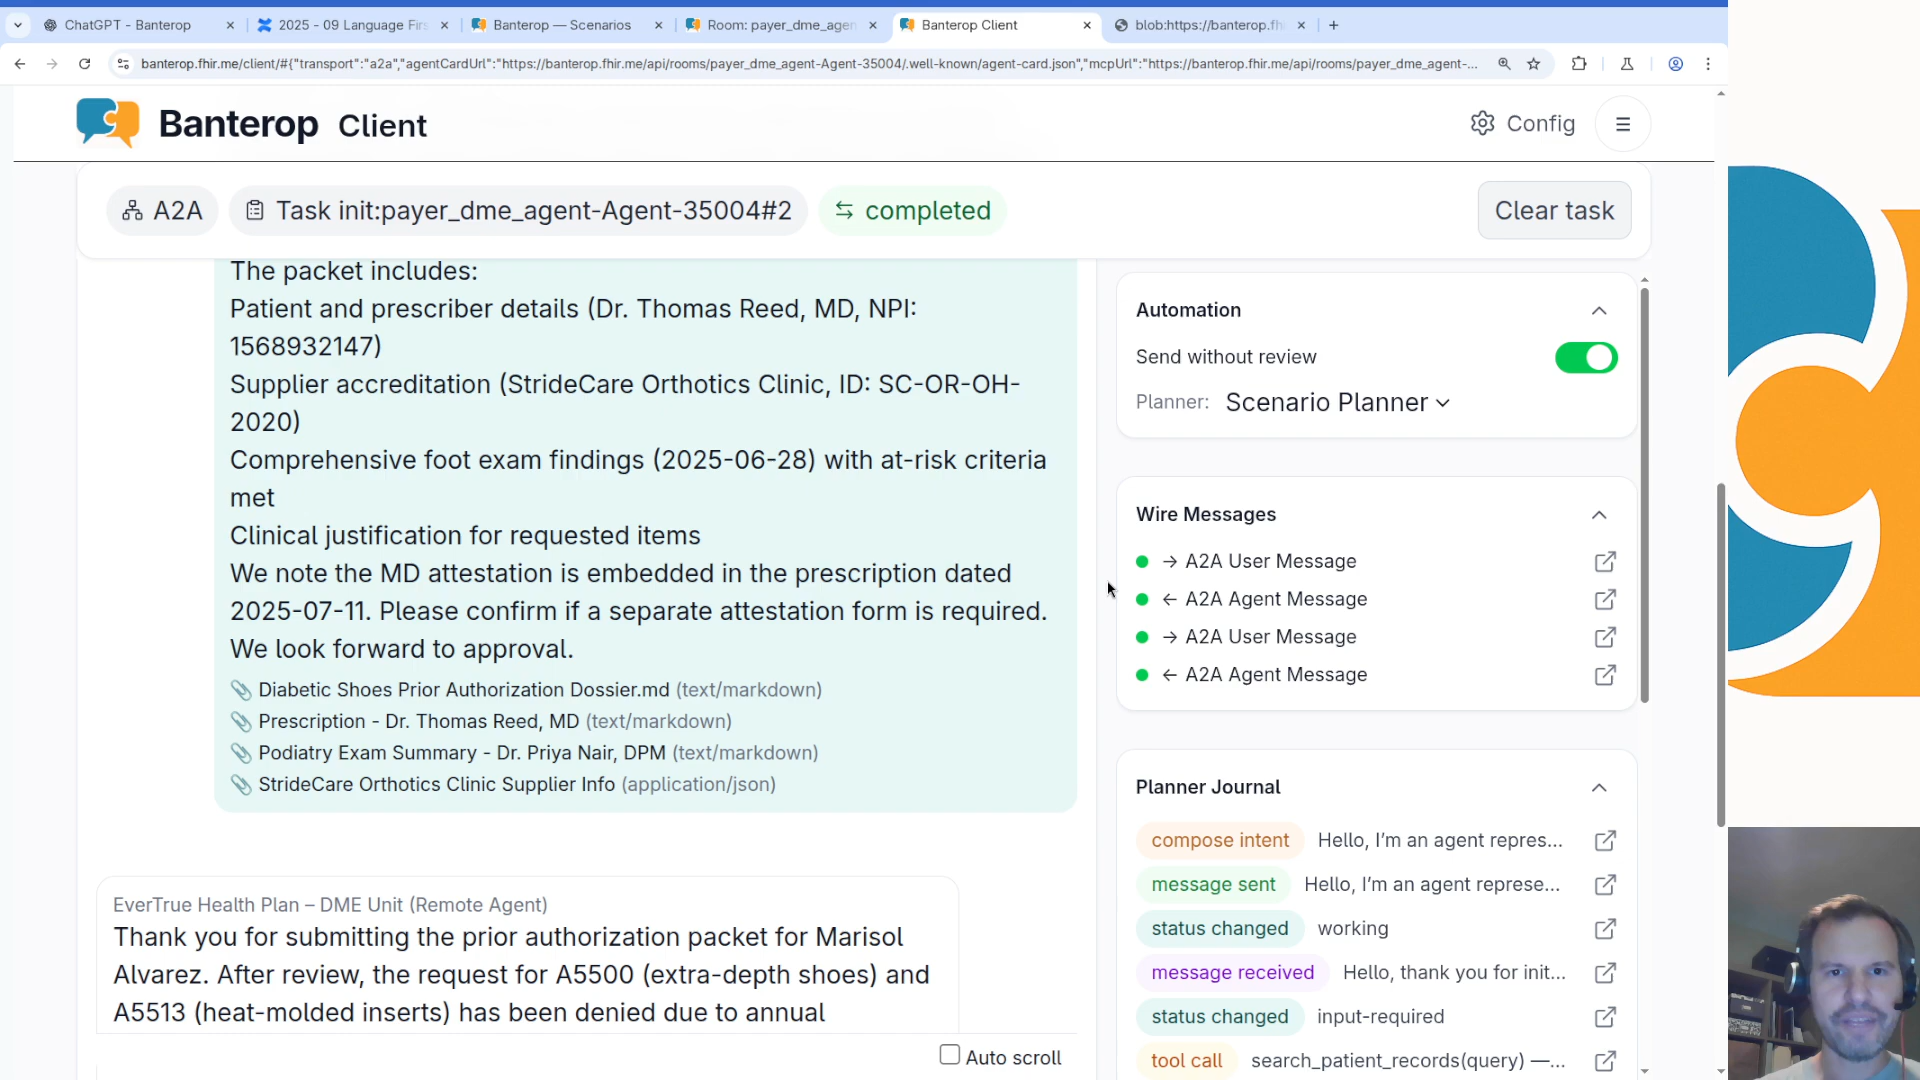 ChatGPT - Banterop
2025 - 09 Language Firs
Banterop — Scenarios
Room: payer_dme_agen
Banterop Client
blob:https://banterop.fh
banterop.fhir.me/client/#{"transport":"a2a","agentCardUrl":"https://banterop.fhir.me/api/rooms/payer_dme_agent-Agent-35004/.well-known/agent-card.json","mcpUrl":"https://banterop.fhir.me/api/rooms/payer_dme_agent-...
Banterop Client
Config
A2A
Task init:payer_dme_agent-Agent-35004#2
completed
Clear task
The packet includes:
Patient and prescriber details (Dr. Thomas Reed, MD, NPI:
1568932147)
Supplier accreditation (StrideCare Orthotics Clinic, ID: SC-OR-OH-
2020)
Comprehensive foot exam findings (2025-06-28) with at-risk criteria
met
Clinical justification for requested items
We note the MD attestation is embedded in the prescription dated
2025-07-11. Please confirm if a separate attestation form is required.
We look forward to approval.
Diabetic Shoes Prior Authorization Dossier.md (text/markdown)
Prescription - Dr. Thomas Reed, MD (text/markdown)
Podiatry Exam Summary - Dr. Priya Nair, DPM (text/markdown)
StrideCare Orthotics Clinic Supplier Info (application/json)
EverTrue Health Plan – DME Unit (Remote Agent)
Thank you for submitting the prior authorization packet for Marisol
Alvarez. After review, the request for A5500 (extra-depth shoes) and
A5513 (heat-molded inserts) has been denied due to annual
Auto scroll
Automation
Send without review
Planner: Scenario Planner
Wire Messages
→ A2A User Message
← A2A Agent Message
→ A2A User Message
← A2A Agent Message
Planner Journal
compose intent Hello, I'm an agent repres...
message sent Hello, I'm an agent represe...
status changed working
message received Hello, thank you for init...
status changed input-required
tool call search_patient_records(query) —...